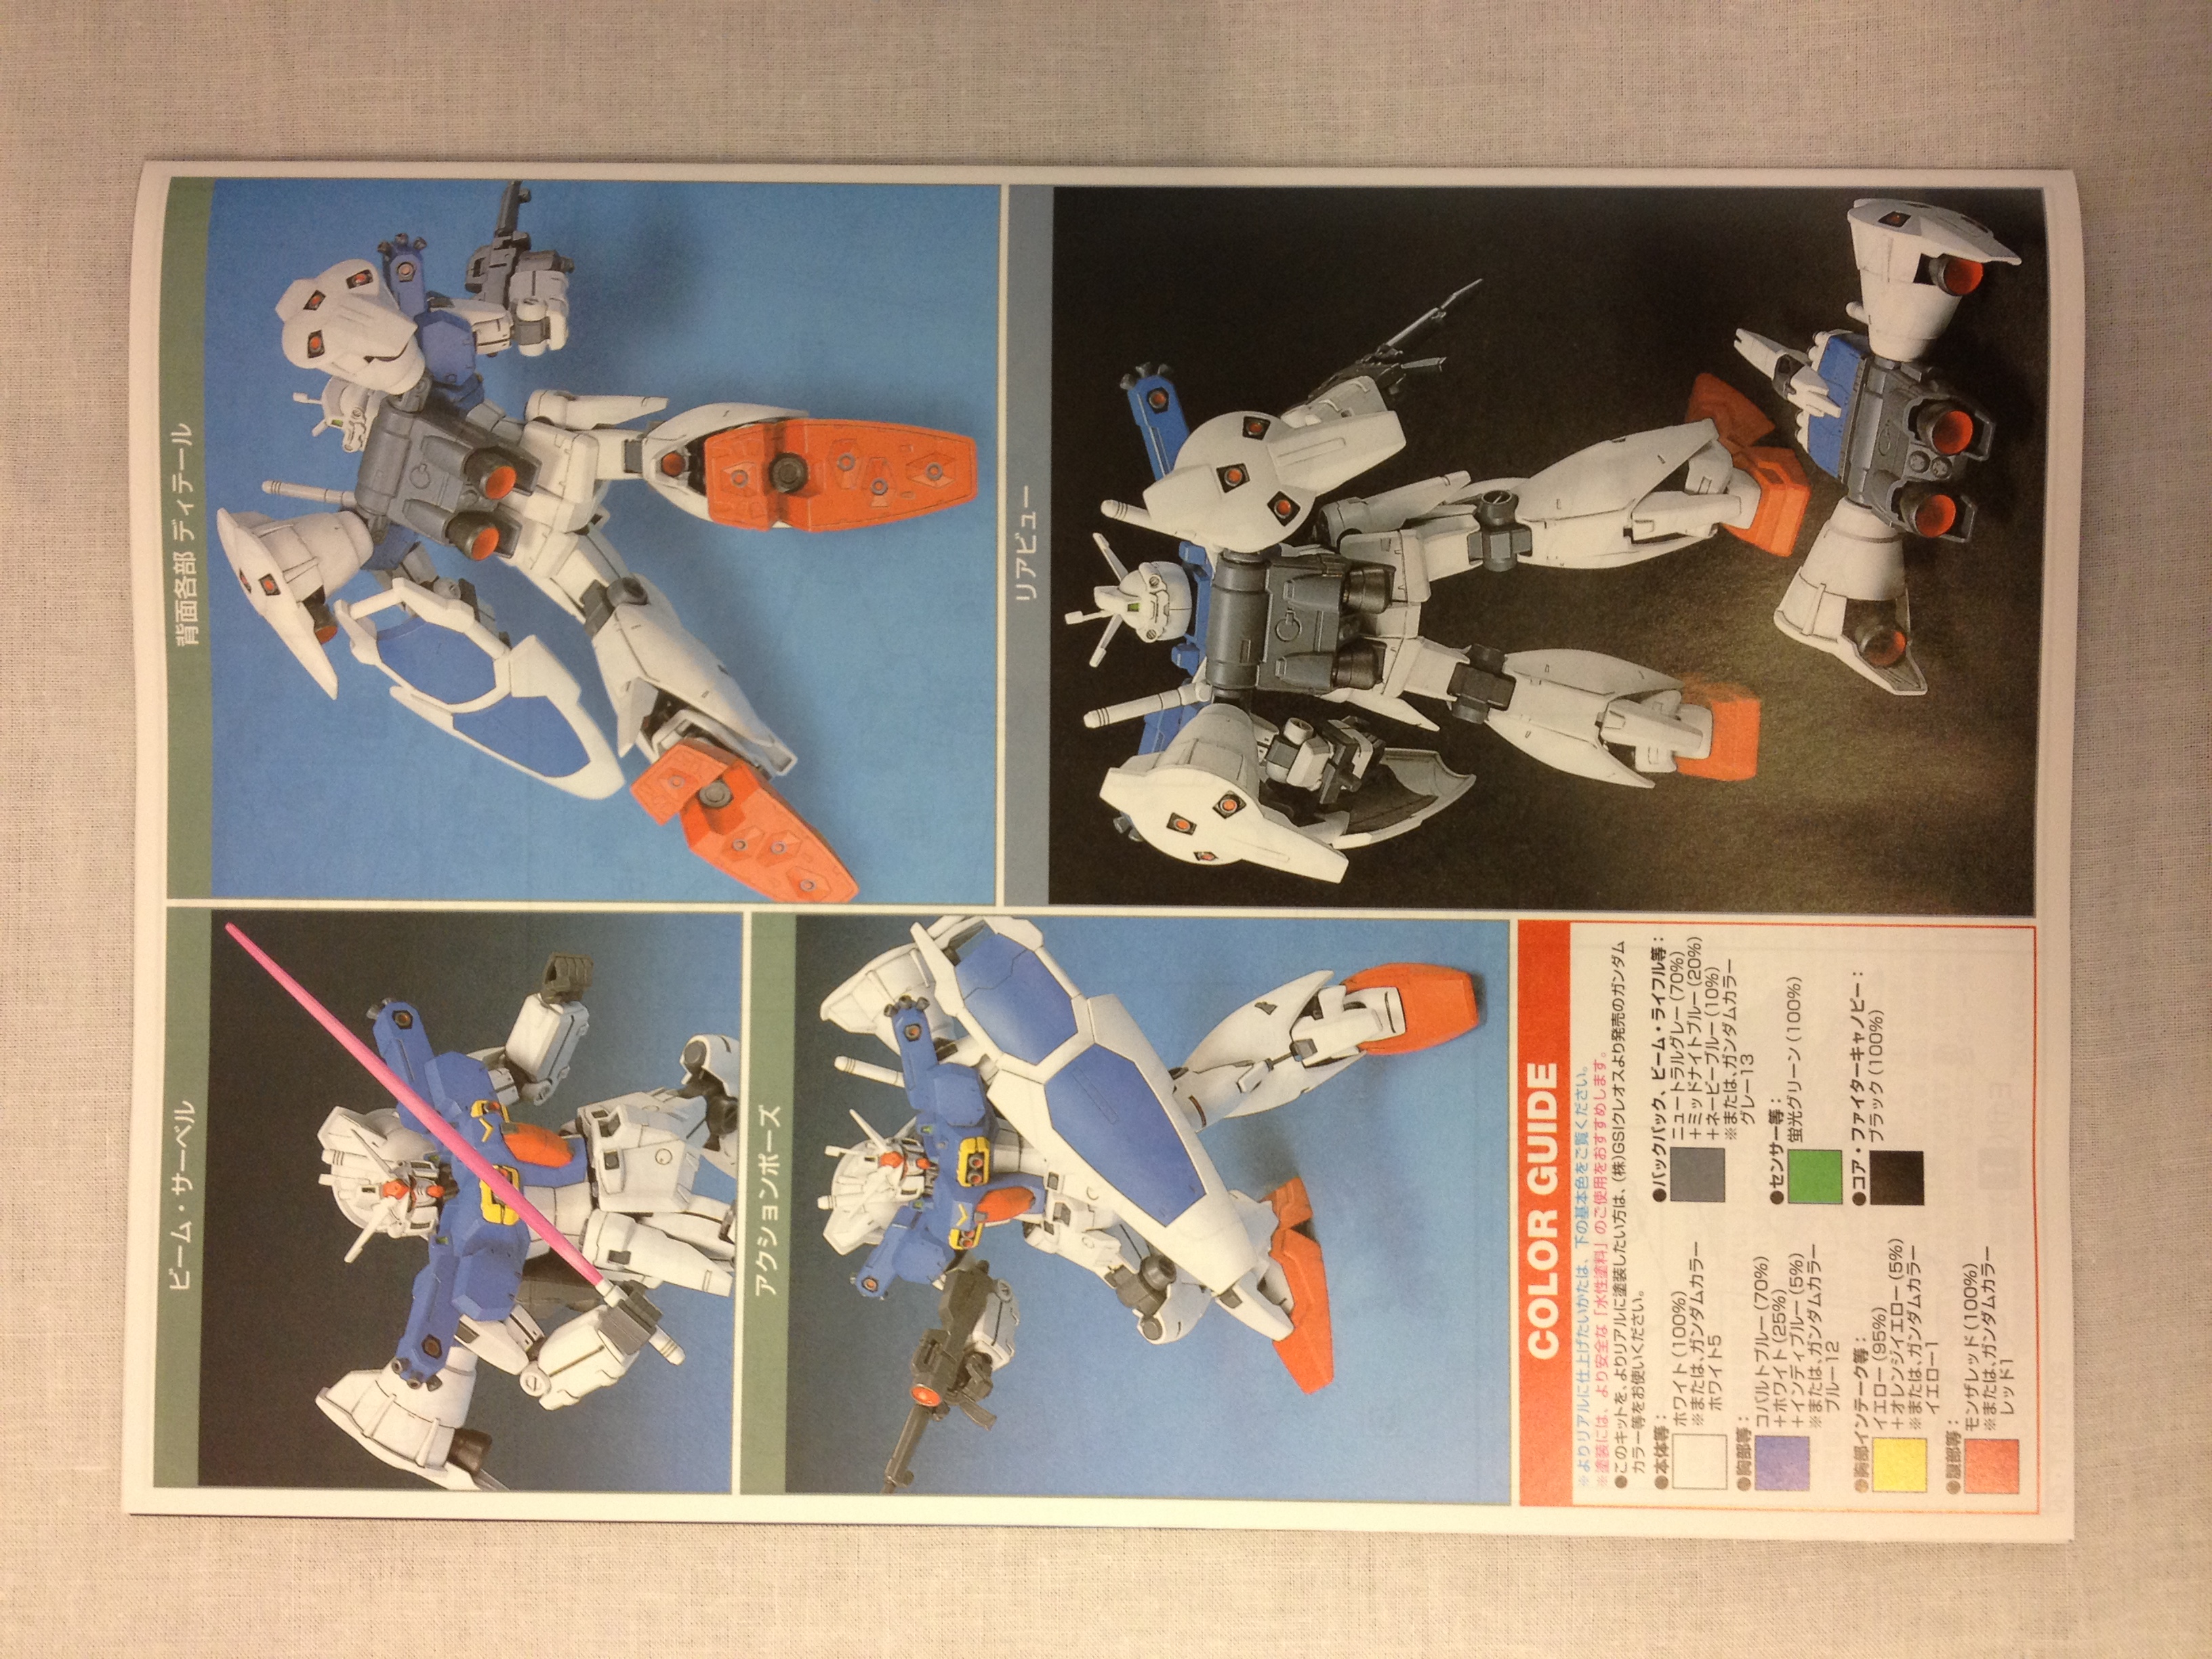 ビーム・サーベル
背面各部 ディテール
アクションポーズ
リアビュー
COLOR GUIDE
※よりリアルに仕上げたいかたは、下の基本色をご覧ください。
※塗装には、より安全な「水性塗料」のご使用をおすすめします。
●このキットを、よりリアルに塗装したい方は、(株)GSIクレオスより発売のガンダム
カラー等をお使いください。
●本体等：
ホワイト(100%)
※または、ガンダムカラー
ホワイト5
●胸部等：
コバルトブルー(70%)
＋ホワイト(25%)
＋インディブルー(5%)
※または、ガンダムカラー
ブルー12
●胸部インテーク等：
イエロー(95%)
＋オレンジイエロー(5%)
※または、ガンダムカラー
イエロー1
●腹部等：
モンザレッド(100%)
※または、ガンダムカラー
レッド1
●バックパック、ビーム・ライフル等：
ニュートラルグレー(70%)
＋ミッドナイトブルー(20%)
＋ネービーブルー(10%)
※または、ガンダムカラー
グレー13
●センサー等：
蛍光グリーン(100%)
●コア・ファイターキャノピー：
ブラック(100%)